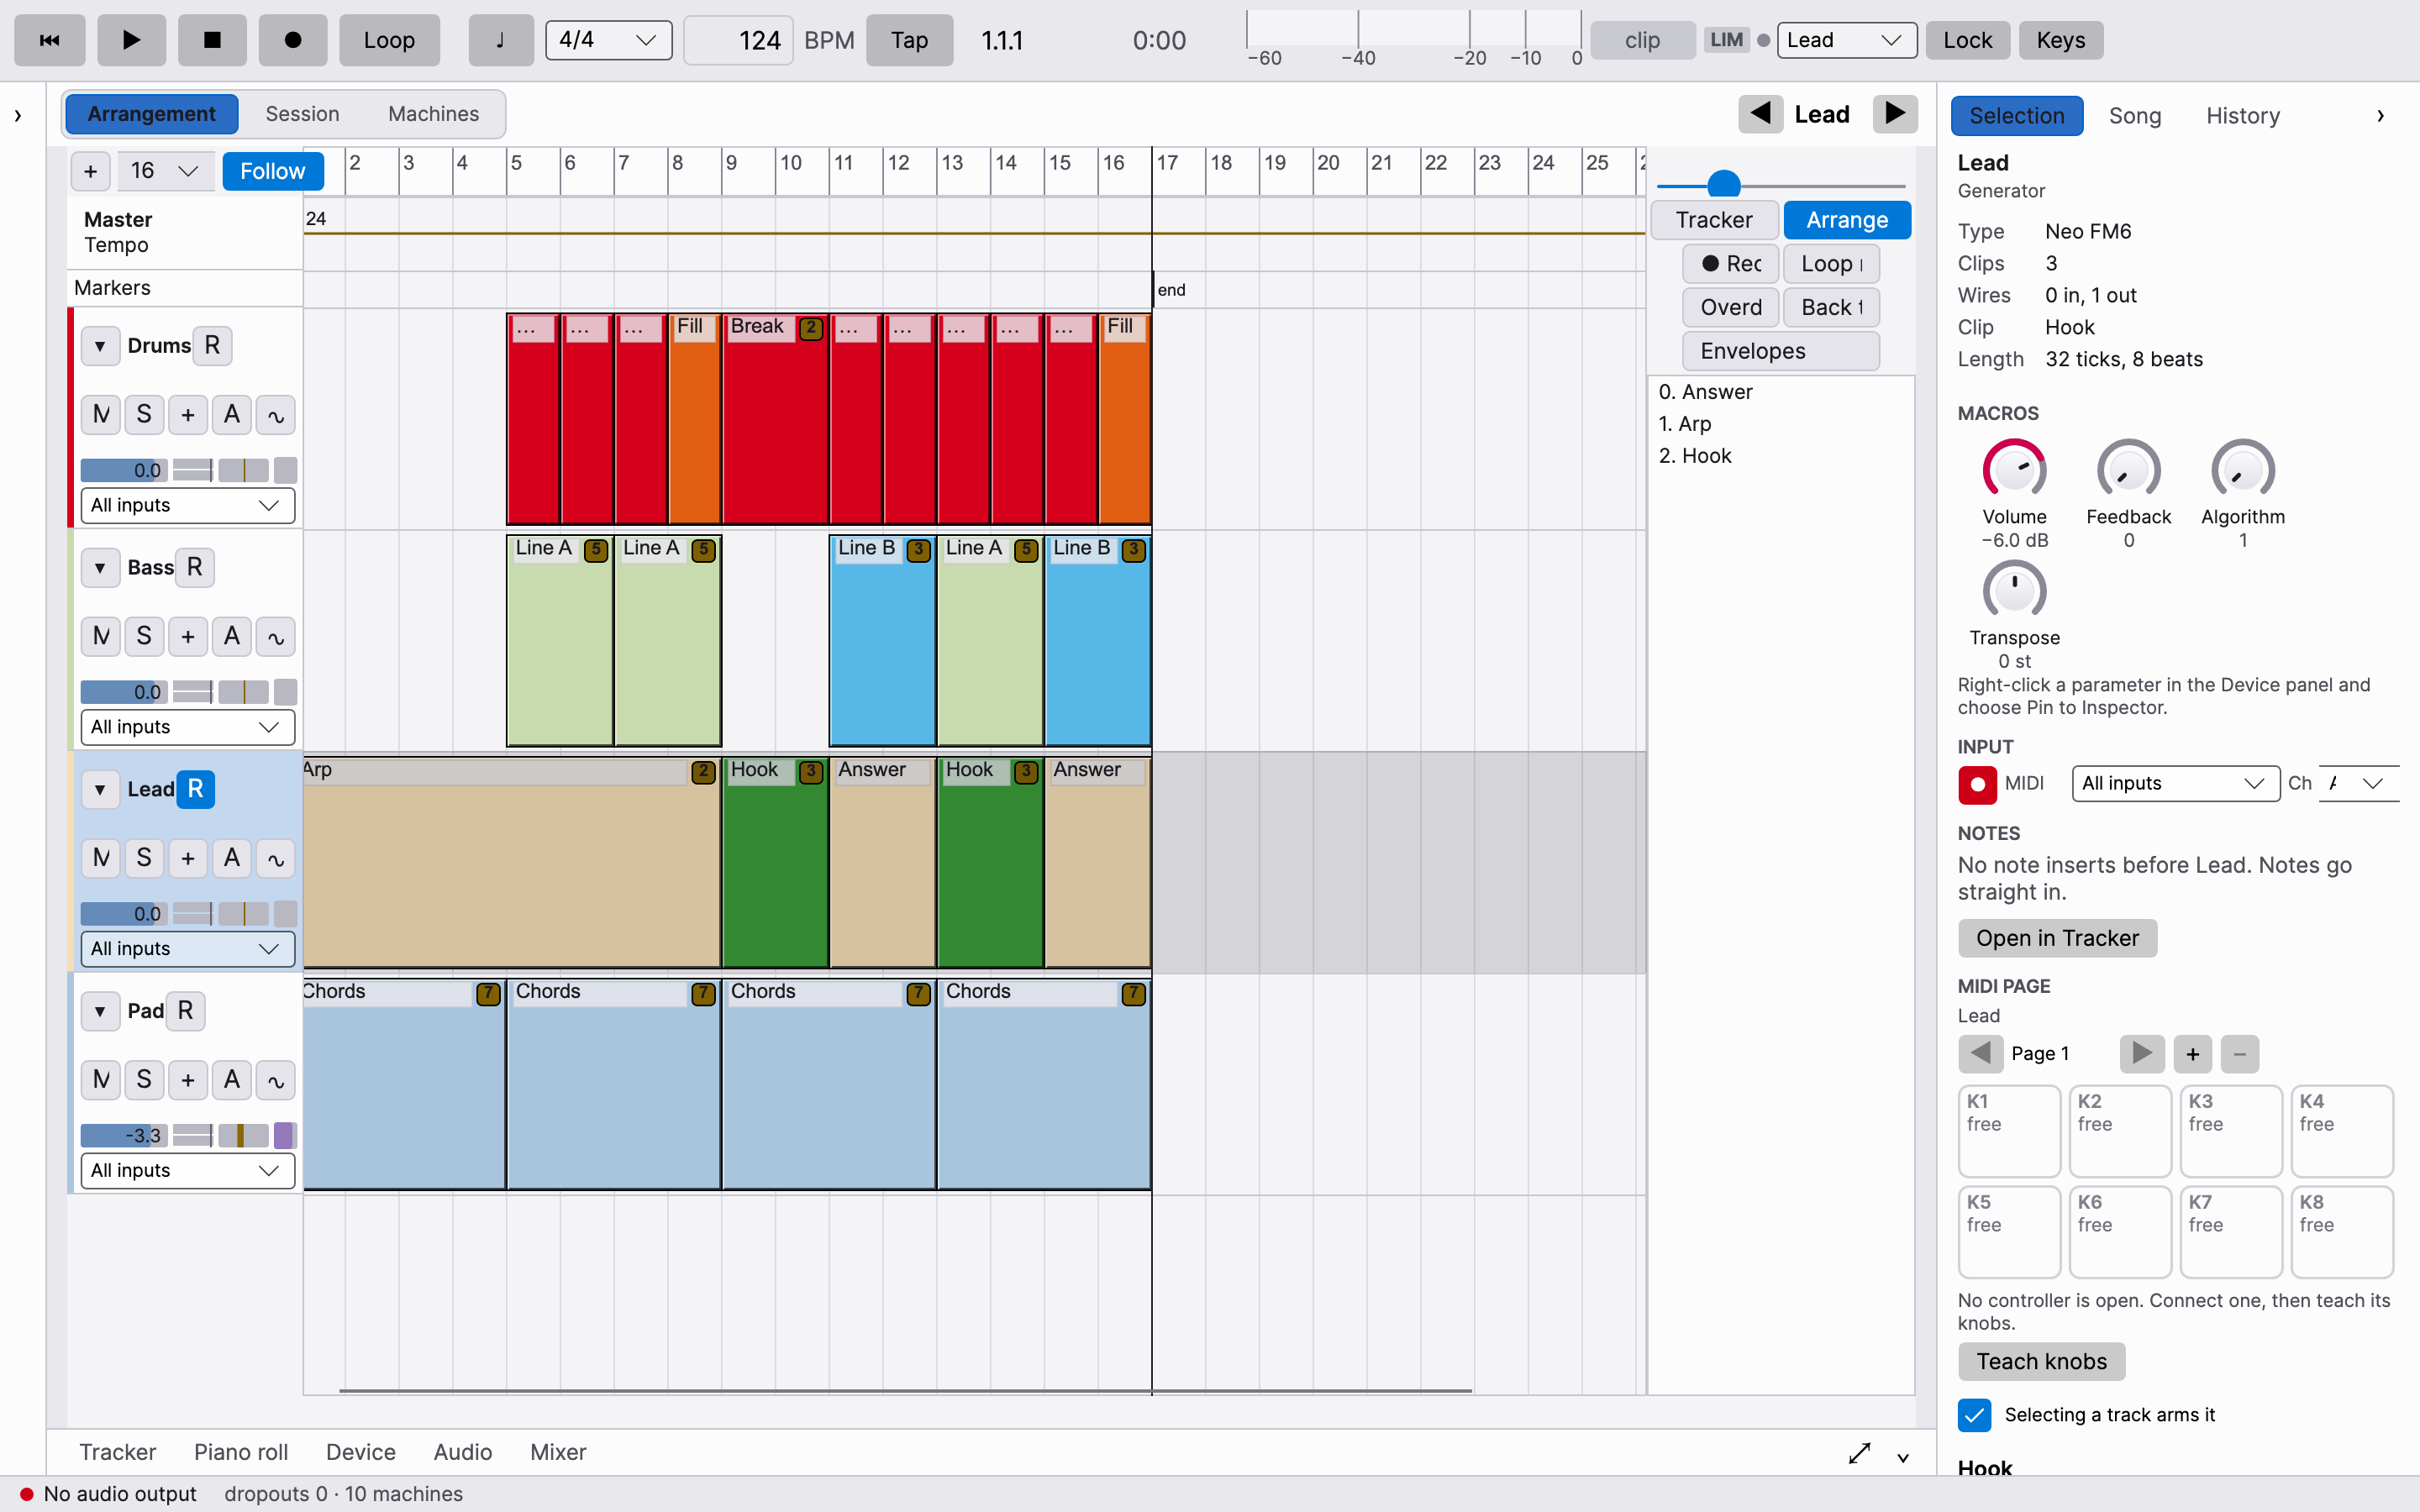 Loop
4/4
124
BPM
Tap
1.1.1
0:00
−60
−40
−20
−10
0
clip
LIM
Lead
Lock
Keys
Arrangement
Session
Machines
Lead
Selection
Song
History
+
16
Follow
2
3
4
5
6
7
8
9
10
11
12
13
14
15
16
17
18
19
20
21
22
23
24
25
Master
Tempo
24
Markers
end
Drums
R
M
S
+
A
0.0
All inputs
...
...
...
Fill
Break
2
...
...
...
...
...
Fill
Bass
R
M
S
+
A
0.0
All inputs
Line A
5
Line A
5
Line B
3
Line A
5
Line B
3
Lead
R
M
S
+
A
0.0
All inputs
Arp
2
Hook
3
Answer
Hook
3
Answer
Pad
R
M
S
+
A
-3.3
All inputs
Chords
7
Chords
7
Chords
7
Chords
7
Tracker
Arrange
Rec
Loop
Overd
Back
Envelopes
0. Answer
1. Arp
2. Hook
Lead
Generator
Type Neo FM6
Clips 3
Wires 0 in, 1 out
Clip Hook
Length 32 ticks, 8 beats
MACROS
Volume
−6.0 dB
Feedback
0
Algorithm
1
Transpose
0 st
Right-click a parameter in the Device panel and
choose Pin to Inspector.
INPUT
MIDI
All inputs
Ch
NOTES
No note inserts before Lead. Notes go
straight in.
Open in Tracker
MIDI PAGE
Lead
Page 1
+
−
K1
free
K2
free
K3
free
K4
free
K5
free
K6
free
K7
free
K8
free
No controller is open. Connect one, then teach its
knobs.
Teach knobs
Selecting a track arms it
Hook
Tracker
Piano roll
Device
Audio
Mixer
No audio output
dropouts 0 · 10 machines